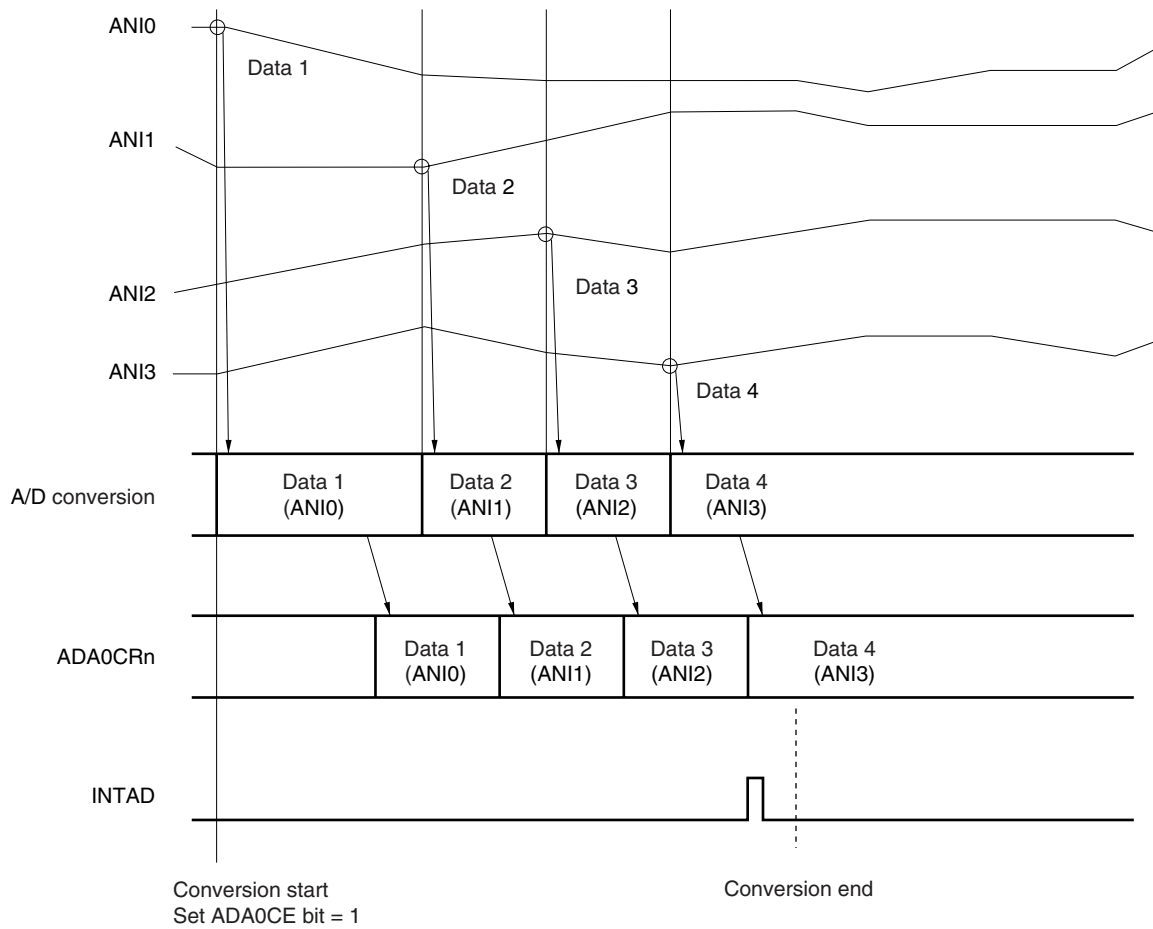 ANI0
Data 1
ANI1
Data 2
ANI2
Data 3
ANI3
Data 4
A/D conversion
Data 1
(ANI0)
Data 2
(ANI1)
Data 3
(ANI2)
Data 4
(ANI3)
ADA0CRn
Data 1
(ANI0)
Data 2
(ANI1)
Data 3
(ANI2)
Data 4
(ANI3)
INTAD
Conversion start
Set ADA0CE bit = 1
Conversion end